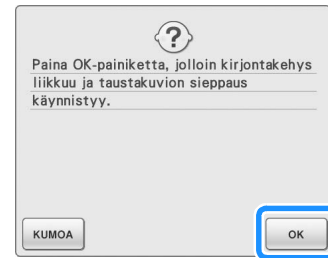 ?
Paina OK-painiketta, jolloin kirjontakehys
liikkuu ja taustakuvion sieppaus
käynnistyy.
KUMOA
OK